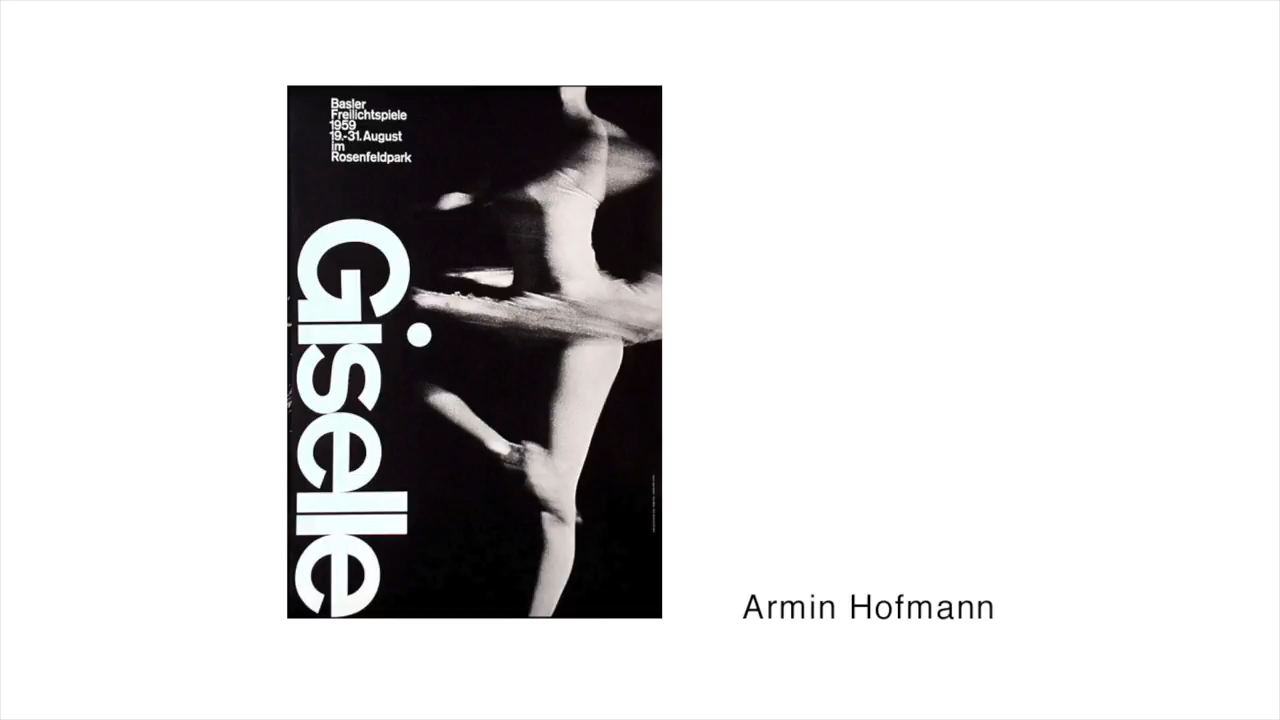 Basler
Freilichtspiele
1959
19.-31. August
im
Rosenfeldpark
Giselle
Armin Hofmann